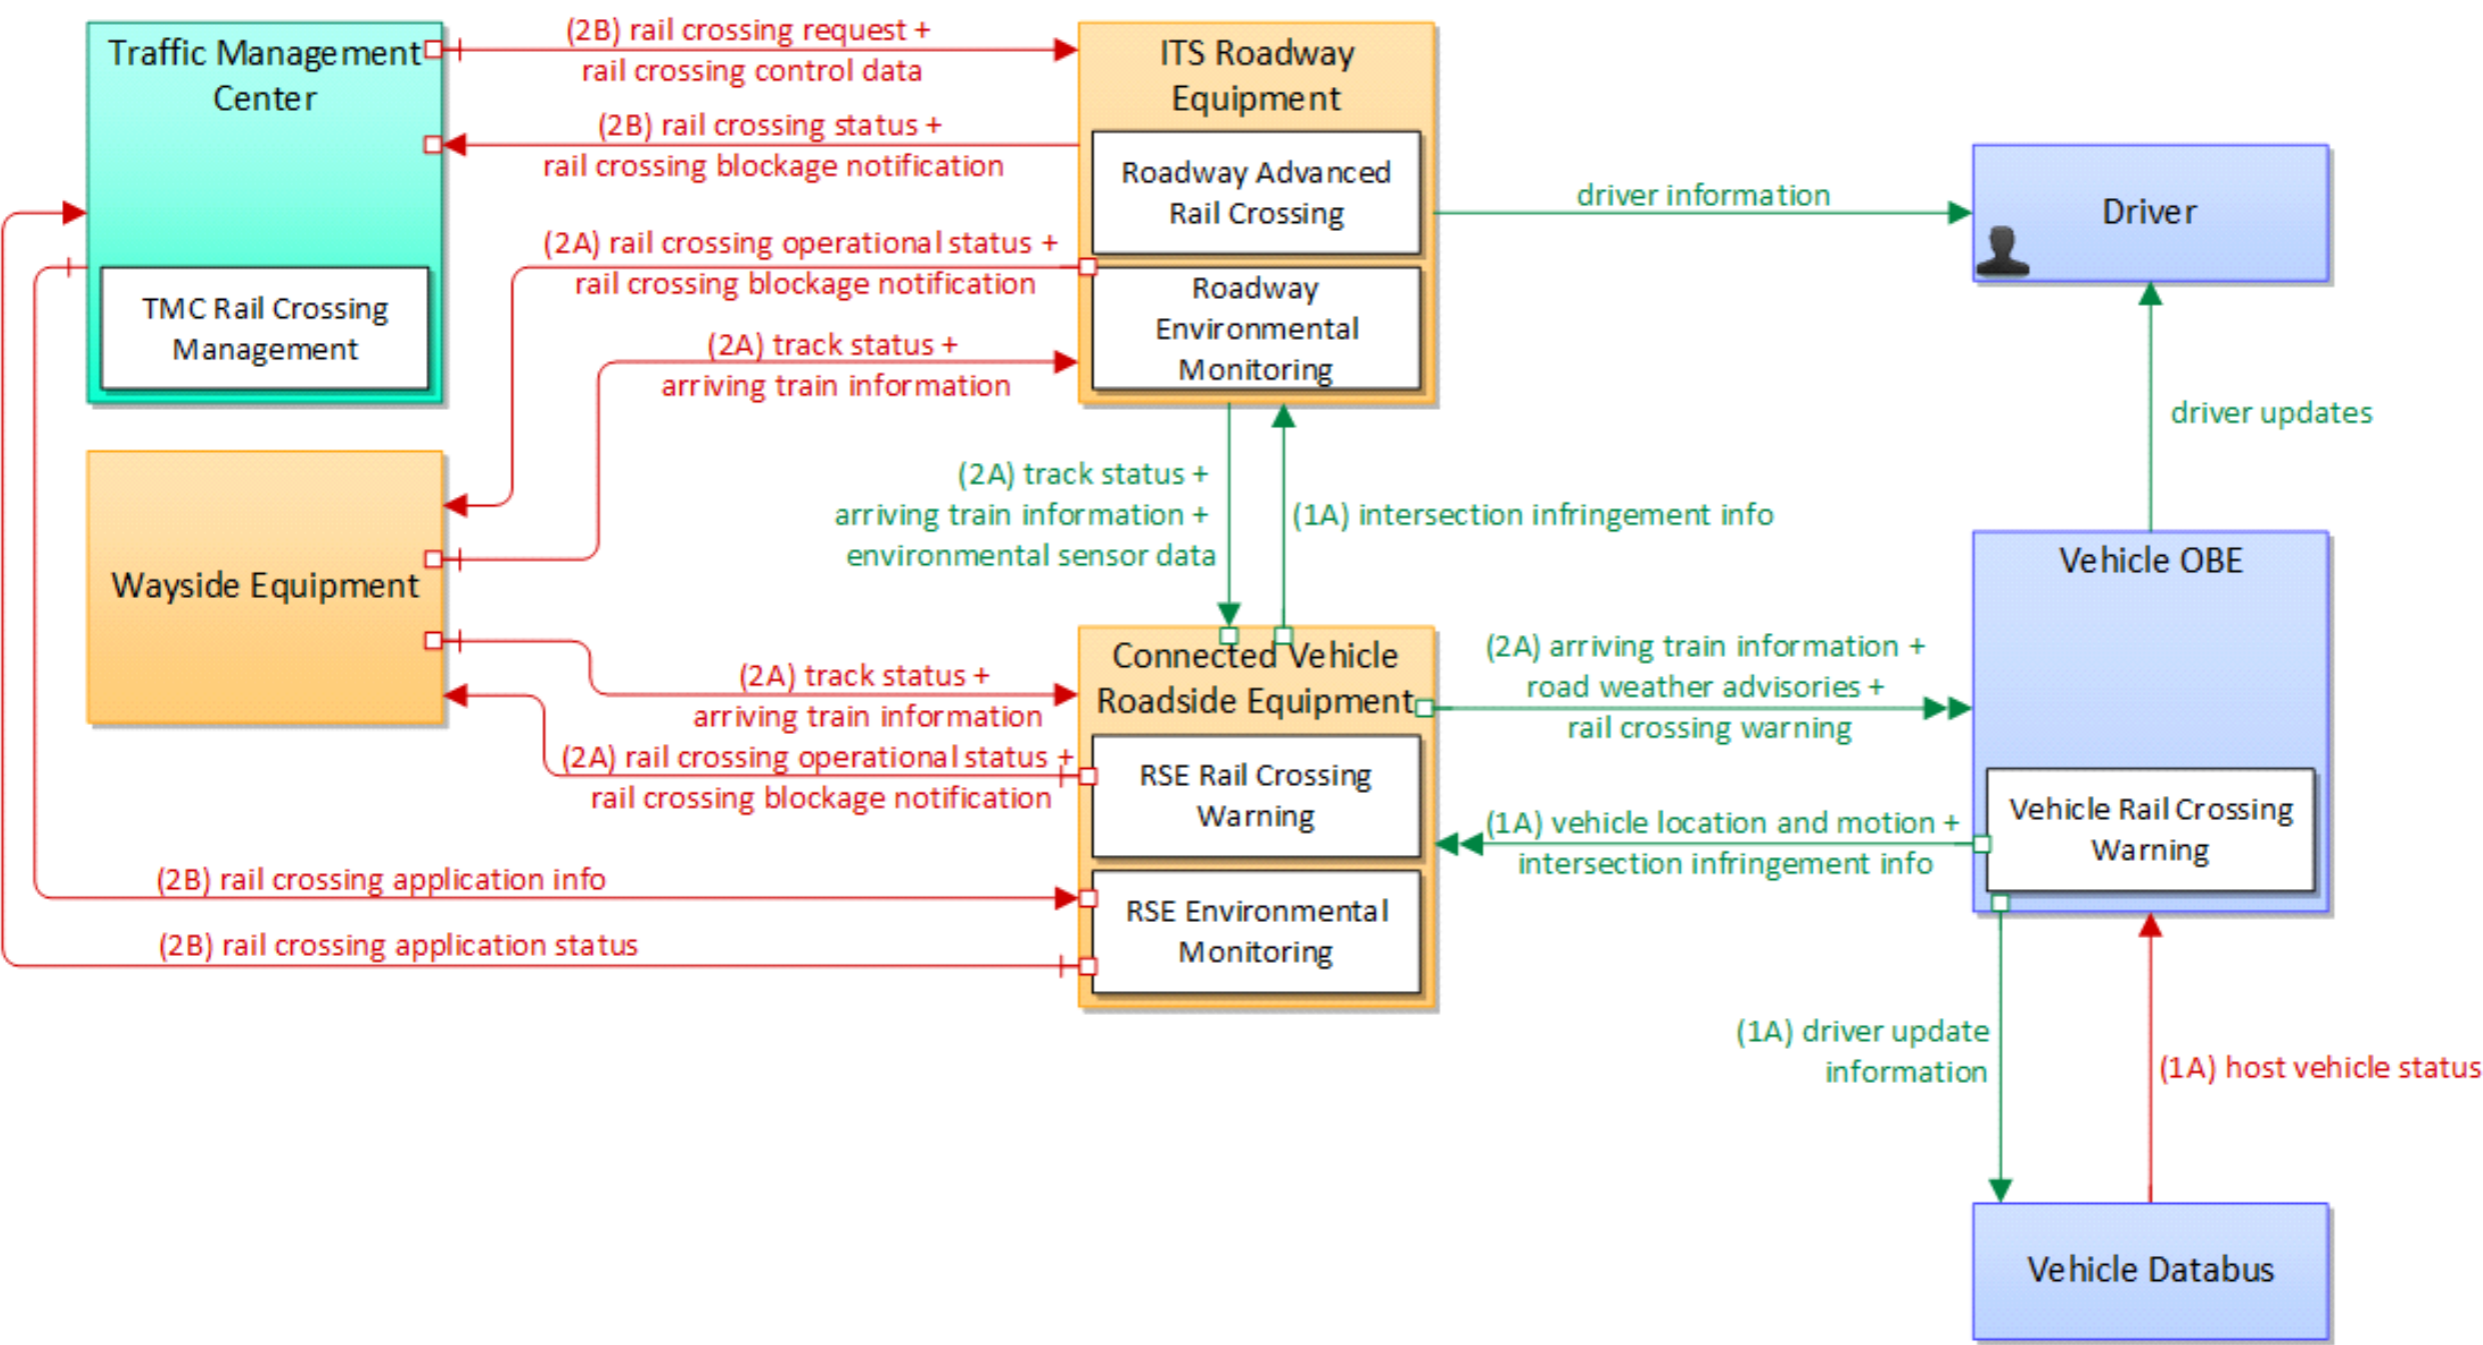 Traffic Management
Center
TMC Rail Crossing
Management
(2B) rail crossing request +
rail crossing control data
(2B) rail crossing status +
rail crossing blockage notification
(2A) rail crossing operational status +
rail crossing blockage notification
(2A) track status +
arriving train information
ITS Roadway
Equipment
Roadway Advanced
Rail Crossing
Roadway
Environmental
Monitoring
driver information
Driver
driver updates
Wayside Equipment
(2A) track status +
arriving train information +
environmental sensor data
(1A) intersection infringement info
(2A) track status +
arriving train information
(2A) rail crossing operational status +
rail crossing blockage notification
(2B) rail crossing application info
(2B) rail crossing application status
Connected Vehicle
Roadside Equipment
RSE Rail Crossing
Warning
RSE Environmental
Monitoring
(2A) arriving train information +
road weather advisories +
rail crossing warning
(1A) vehicle location and motion +
intersection infringement info
Vehicle OBE
Vehicle Rail Crossing
Warning
(1A) driver update
information
(1A) host vehicle status
Vehicle Databus